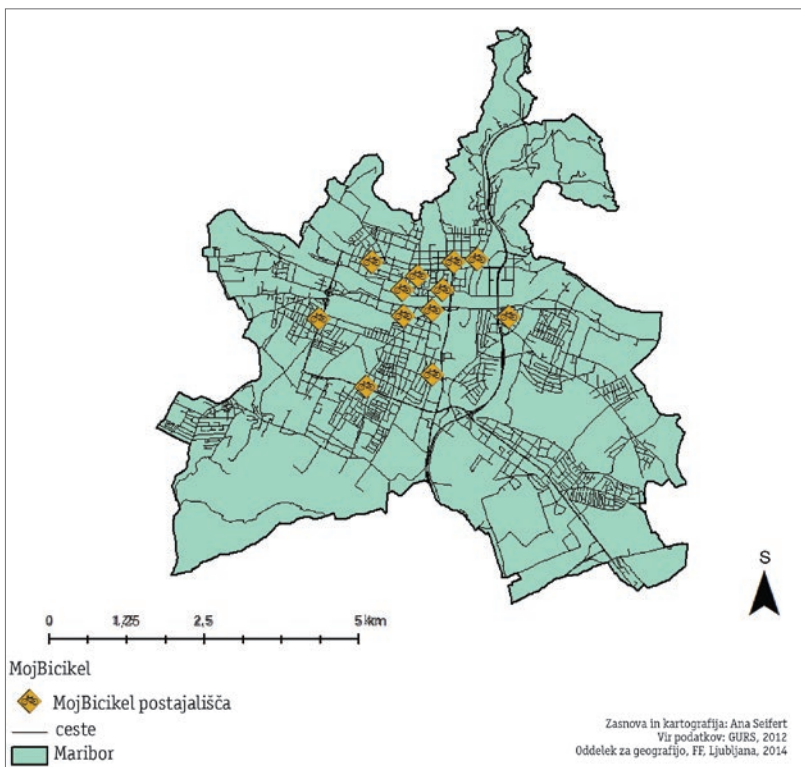 S
0 1,25 2,5 5 km
MojBicikel
MojBicikel postajališča
ceste
Maribor
Zasnova in kartografija: Ana Seifert
Vir podatkov: GURS, 2012
Oddelek za geografijo, FF, Ljubljana, 2014